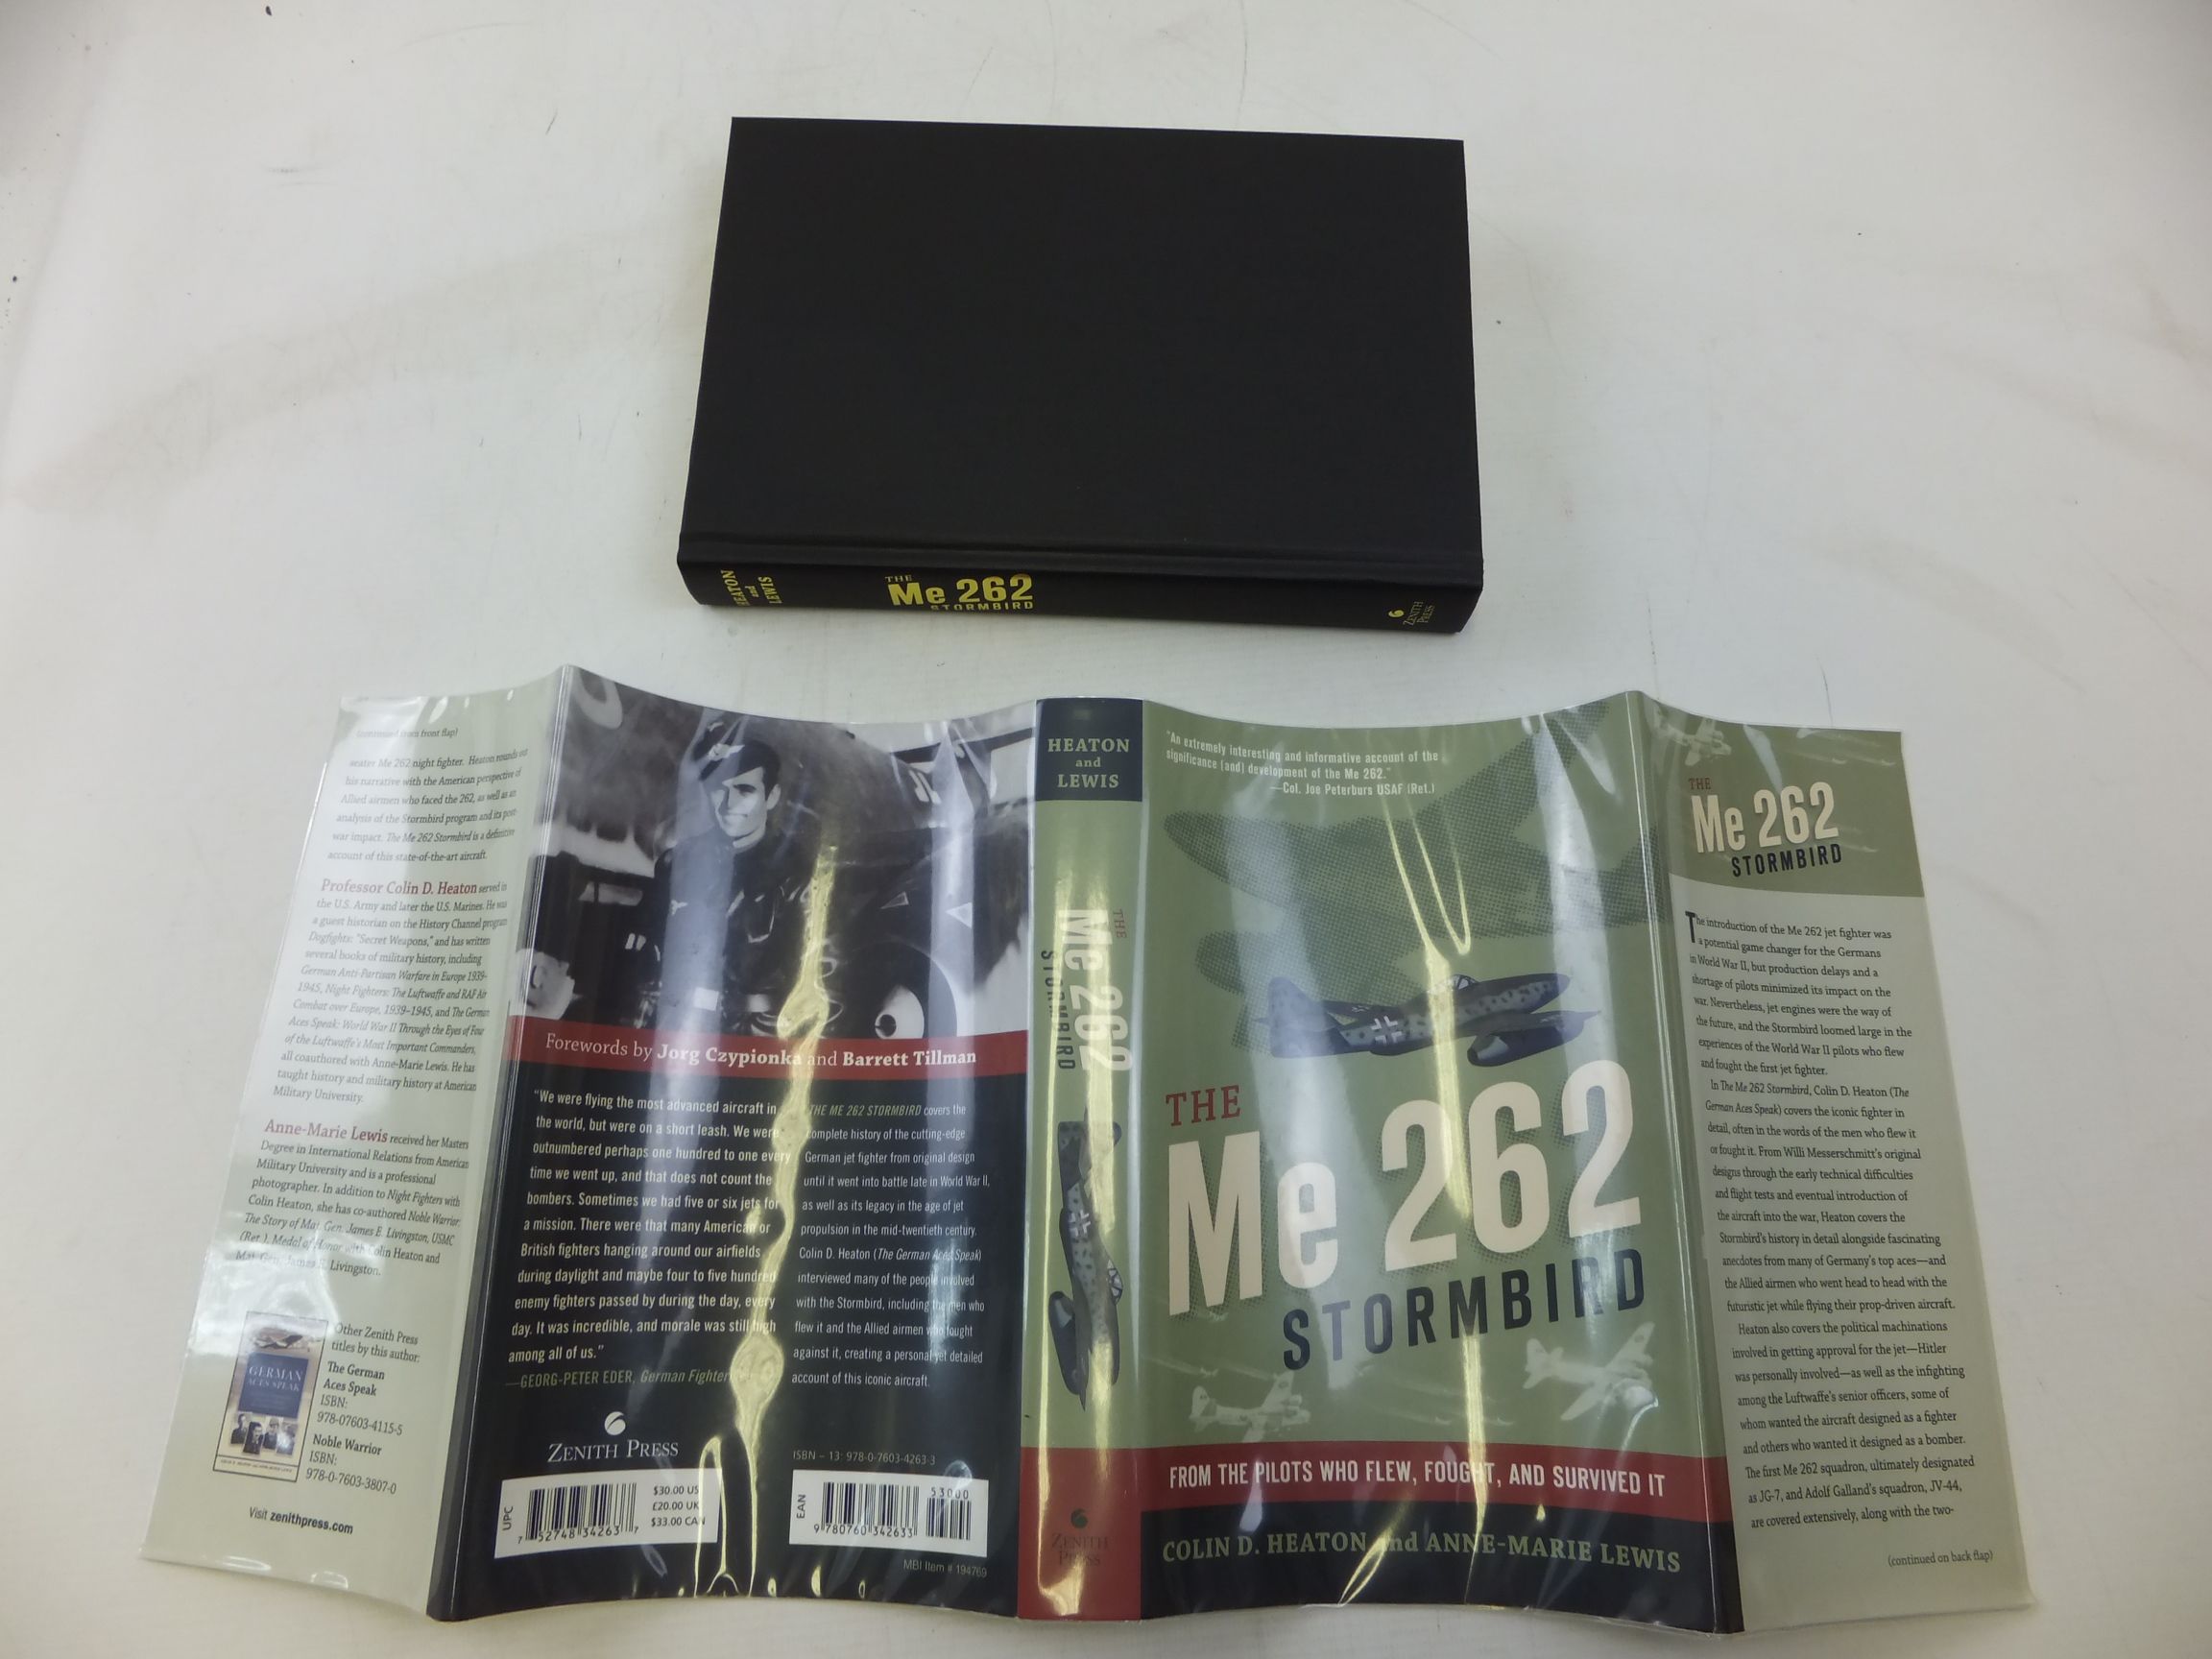 HEATON
and
LEWIS
THE
Me 262
STORMBIRD
ZENITH
PRESS
(continued from front flap)
seater Me 262 night fighter. Heaton rounds out
his narrative with the American perspective of
Allied airmen who faced the 262, as well as an
analysis of the Stormbird program and its post-
war impact. The Me 262 Stormbird is a definitive
account of this state-of-the-art aircraft.
Professor Colin D. Heaton served in
the U.S. Army and later the U.S. Marines. He was
a guest historian on the History Channel program
Dogfights: "Secret Weapons," and has written
several books of military history, including
German Anti-Partisan Warfare in Europe 1939-
1945, Night Fighters: The Luftwaffe and RAF Air
Combat over Europe, 1939–1945, and The German
Aces Speak: World War II Through the Eyes of Four
of the Luftwaffe's Most Important Commanders,
all coauthored with Anne-Marie Lewis. He has
taught history and military history at American
Military University.
Anne-Marie Lewis received her Masters
Degree in International Relations from American
Military University and is a professional
photographer. In addition to Night Fighters with
Colin Heaton, she has co-authored Noble Warrior:
The Story of Maj. Gen. James E. Livingston, USMC
(Ret.), Medal of Honor with Colin Heaton and
Maj. Gen. James E. Livingston.
GERMAN
ACES SPEAK
Other Zenith Press
titles by this author:
The German
Aces Speak
ISBN:
978-07603-4115-5
Noble Warrior
ISBN:
978-0-7603-3807-0
Visit zenithpress.com
Forewords by Jorg Czypionka and Barrett Tillman
"We were flying the most advanced aircraft in
the world, but were on a short leash. We were
outnumbered perhaps one hundred to one every
time we went up, and that does not count the
bombers. Sometimes we had five or six jets for
a mission. There were that many American or
British fighters hanging around our airfields
during daylight and maybe four to five hundred
enemy fighters passed by during the day, every
day. It was incredible, and morale was still high
among all of us."
—GEORG-PETER EDER, German Fighter
THE ME 262 STORMBIRD covers the
complete history of the cutting-edge
German jet fighter from original design
until it went into battle late in World War II,
as well as its legacy in the age of jet
propulsion in the mid-twentieth century.
Colin D. Heaton (The German Aces Speak)
interviewed many of the people involved
with the Stormbird, including the men who
flew it and the Allied airmen who fought
against it, creating a personal yet detailed
account of this iconic aircraft.
ZENITH PRESS
ISBN – 13: 978-0-7603-4263-3
UPC
7 52748 34263 7
$30.00 US
£20.00 UK
$33.00 CAN
EAN
53000
9 780760 342633
MBI Item # 194769
HEATON
and
LEWIS
THE
Me 262
STORMBIRD
ZENITH
PRESS
"An extremely interesting and informative account of the
significance [and] development of the Me 262."
—Col. Joe Peterburs USAF (Ret.)
THE
Me 262
STORMBIRD
FROM THE PILOTS WHO FLEW, FOUGHT, AND SURVIVED IT
COLIN D. HEATON and ANNE-MARIE LEWIS
THE
Me 262
STORMBIRD
The introduction of the Me 262 jet fighter was
a potential game changer for the Germans
in World War II, but production delays and a
shortage of pilots minimized its impact on the
war. Nevertheless, jet engines were the way of
the future, and the Stormbird loomed large in the
experiences of the World War II pilots who flew
and fought the first jet fighter.
In The Me 262 Stormbird, Colin D. Heaton (The
German Aces Speak) covers the iconic fighter in
detail, often in the words of the men who flew it
or fought it. From Willi Messerschmitt's original
designs through the early technical difficulties
and flight tests and eventual introduction of
the aircraft into the war, Heaton covers the
Stormbird's history in detail alongside fascinating
anecdotes from many of Germany's top aces—and
the Allied airmen who went head to head with the
futuristic jet while flying their prop-driven aircraft.
Heaton also covers the political machinations
involved in getting approval for the jet—Hitler
was personally involved—as well as the infighting
among the Luftwaffe's senior officers, some of
whom wanted the aircraft designed as a fighter
and others who wanted it designed as a bomber.
The first Me 262 squadron, ultimately designated
as JG-7, and Adolf Galland's squadron, JV-44,
are covered extensively, along with the two-
(continued on back flap)